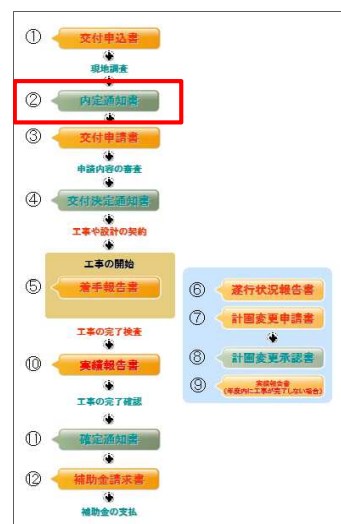 ① 交付申込書
現地調査
② 内定通知書
③ 交付申請書
申請内容の審査
④ 交付決定通知書
工事や設計の契約
工事の開始
⑤ 着手報告書
工事の完了検査
⑩ 実績報告書
工事の完了確認
⑪ 確定通知書
⑫ 補助金請求書
補助金の支払
⑥ 遂行状況報告書
⑦ 計画変更申請書
⑧ 計画変更承認書
⑨ 実績報告書
(年度内に工事が完了しない場合)